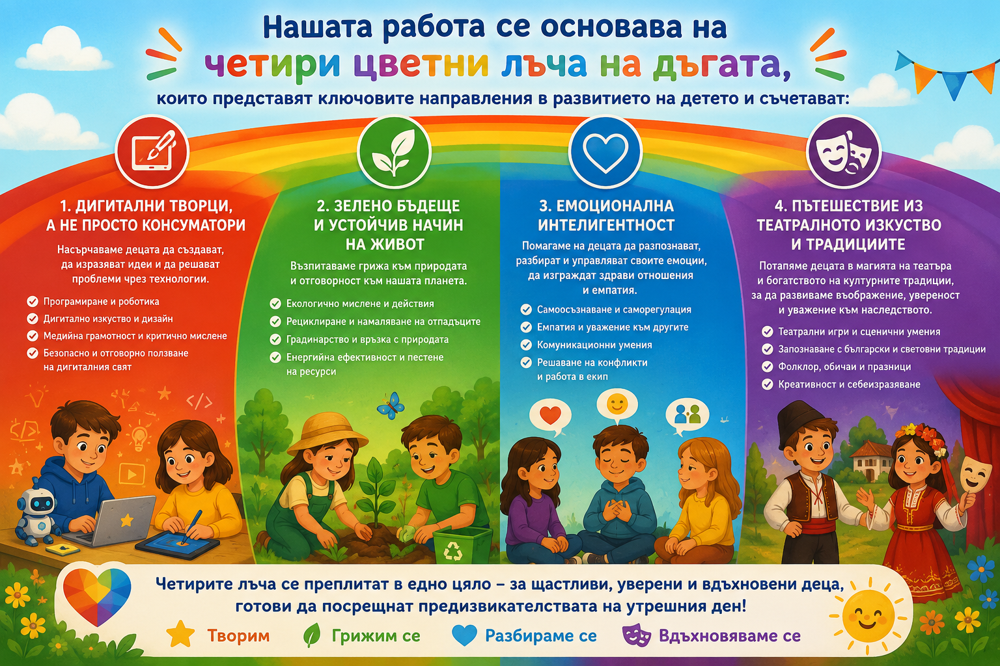 Нашата работа се основава на
четири цветни лъча на дъгата,
които представят ключовите направления в развитието на детето и съчетават:
1. ДИГИТАЛНИ ТВОРЦИ,
А НЕ ПРОСТО КОНСУМАТОРИ
Насърчаваме децата да създават,
да изразяват идеи и да решават
проблеми чрез технологии.
Програмиране и роботика
Дигитално изкуство и дизайн
Медийна грамотност и критично мислене
Безопасно и отговорно ползване
на дигиталния свят
2. ЗЕЛЕНО БЪДЕЩЕ
И УСТОЙЧИВ НАЧИН
НА ЖИВОТ
Възпитаваме грижа към природата
и отговорност към нашата планета.
Екологично мислене и действия
Рециклиране и намаляване на отпадъците
Градинарство и връзка с природата
Енергийна ефективност и пестене
на ресурси
3. ЕМОЦИОНАЛНА
ИНТЕЛИГЕНТНОСТ
Помагаме на децата да разпознават,
разбират и управляват своите емоции,
да изграждат здрави отношения
и емпатия.
Самоосъзнаване и саморегулация
Емпатия и уважение към другите
Комуникационни умения
Решаване на конфликти
и работа в екип
4. ПЪТЕШЕСТВИЕ ИЗ
ТЕАТРАЛНОТО ИЗКУСТВО
И ТРАДИЦИИТЕ
Потапяме децата в магията на театъра
и богатството на културните традиции,
за да развиваме въображение, увереност
и уважение към наследството.
Театрални игри и сценични умения
Запознаване с български и световни традиции
Фолклор, обичаи и празници
Креативност и себеизразяване
</>
</>
Четирите лъча се преплитат в едно цяло – за щастливи, уверени и вдъхновени деца,
готови да посрещнат предизвикателствата на утрешния ден!
Творим
Грижим се
Разбираме се
Вдъхновяваме се